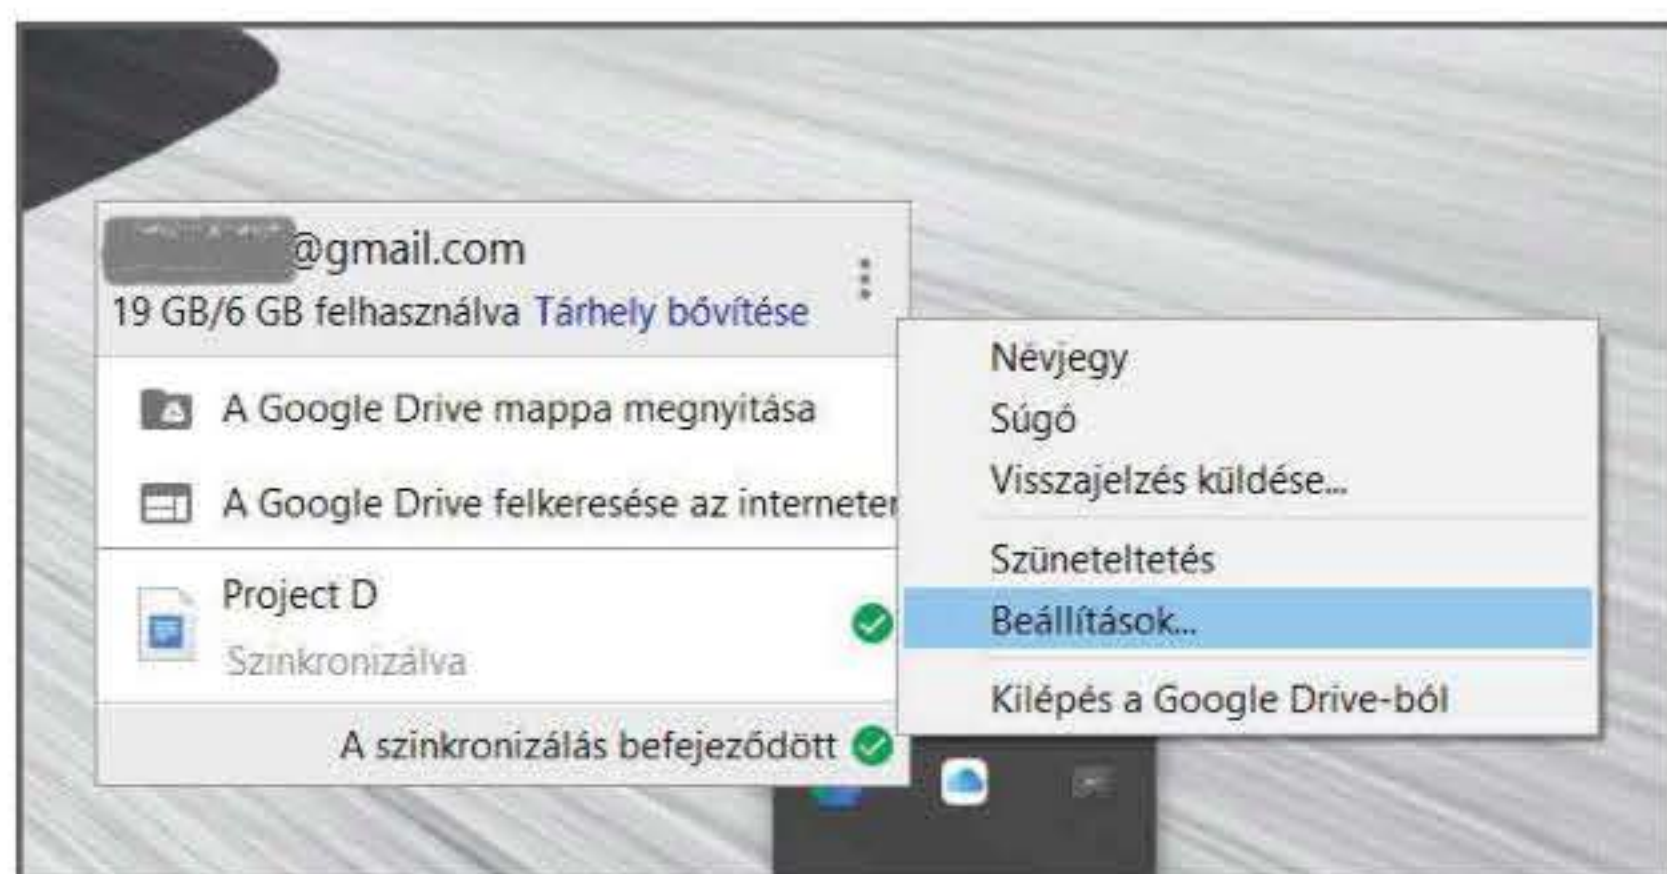 @gmail.com
19 GB/6 GB felhasználva Tárhely bővítése
A Google Drive mappa megnyitása
A Google Drive felkeresése az interneter
Project D
Szinkronizálva
A szinkronizálás befejeződött
Névjegy
Súgó
Visszajelzés küldése...
Szüneteltetés
Beállítások...
Kilépés a Google Drive-ból